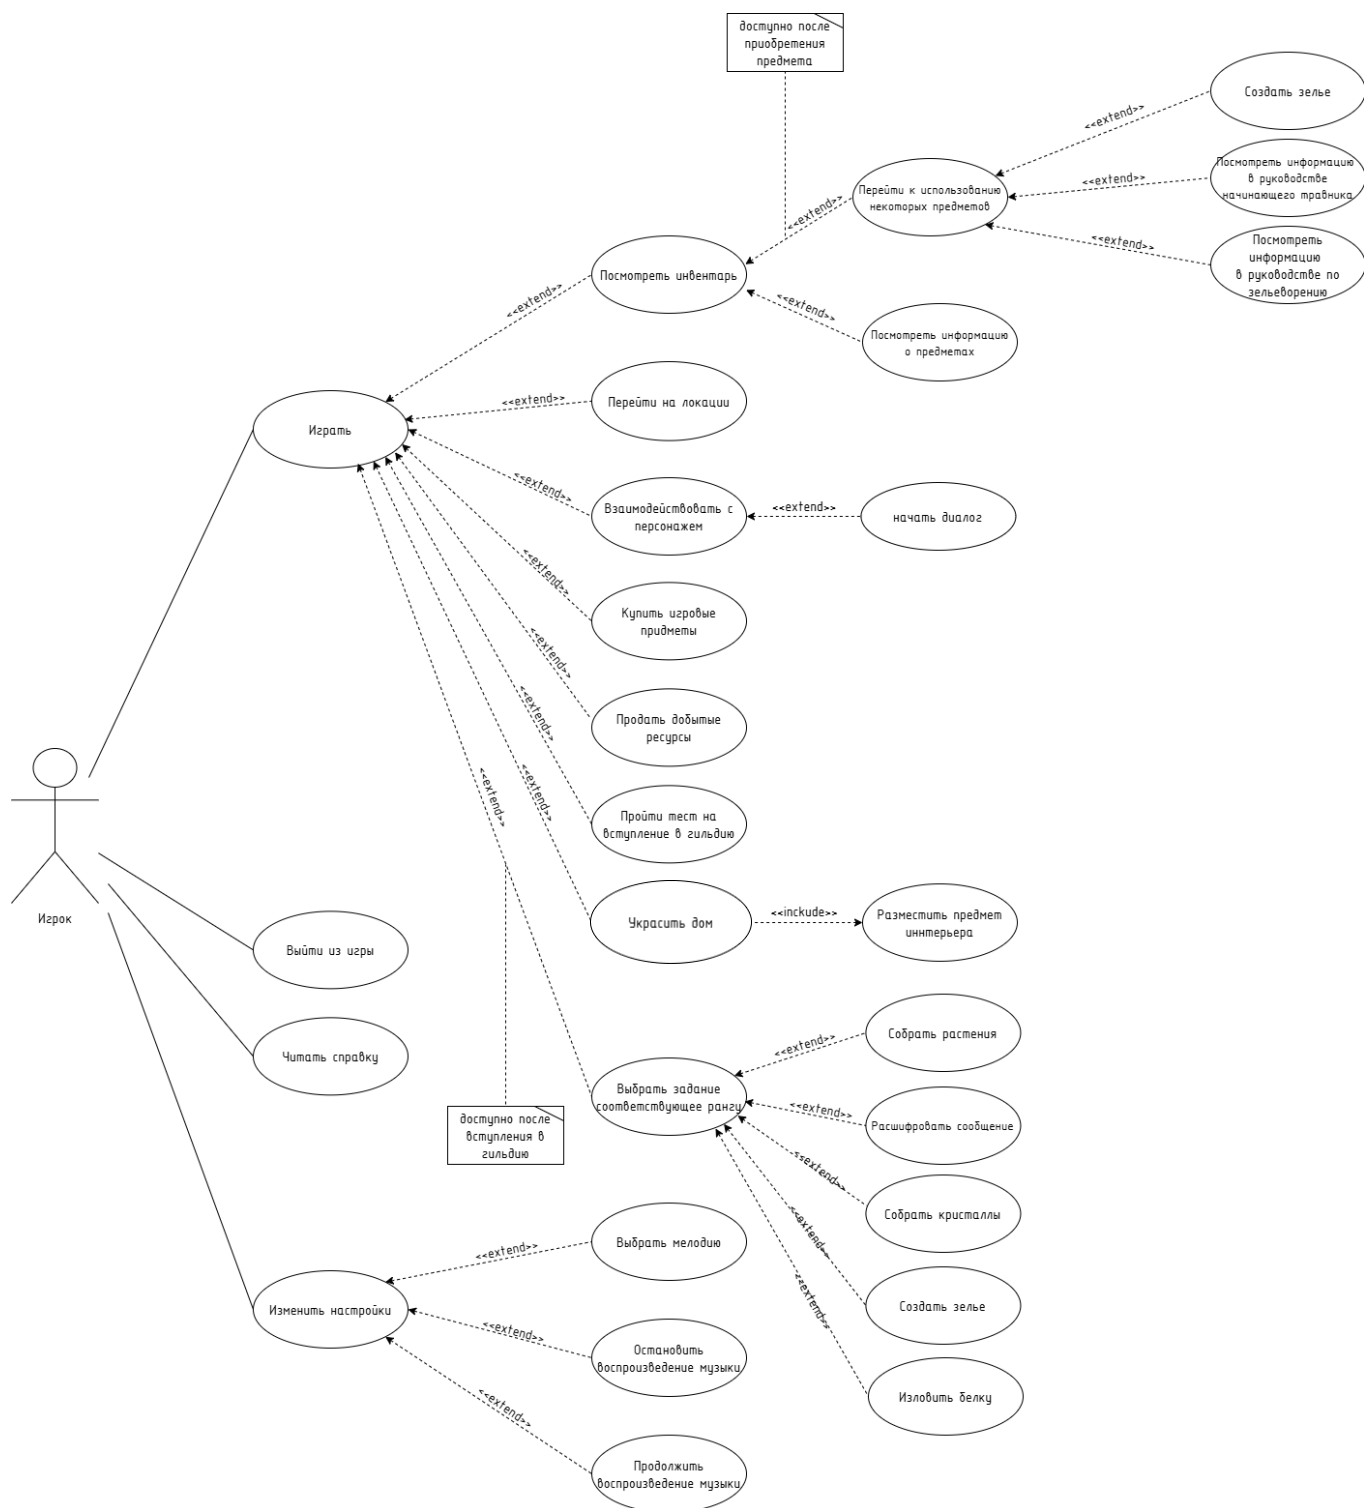 доступно после
приобретения
предмета
Создать зелье
<<extend>>
Посмотреть информацию
в руководстве
начинающего травника
<<extend>>
Перейти к использованию
некоторых предметов
<<extend>>
Посмотреть
информацию
в руководстве по
зельеворению
<<extend>>
Посмотреть инвентарь
<<extend>>
<<extend>>
Посмотреть информацию
о предметах
Перейти на локации
<<extend>>
Играть
<<extend>>
Взаимодействовать с
персонажем
<<extend>>
начать диалог
<<extend>>
Купить игровые
придметы
<<extend>>
Продать добытые
ресурсы
<<extend>>
<<extend>>
<<extend>>
Пройти тест на
вступление в гильдию
Украсить дом
<<inckude>>
Разместить предмет
иннтерьера
Игрок
Выйти из игры
Читать справку
<<extend>>
Собрать растения
Выбрать задание
соответствующее рангу
<<extend>>
Расшифровать сообщение
доступно после
вступления в
гильдию
<<extend>>
Собрать кристаллы
<<extend>>
Создать зелье
<<extend>>
Изловить белку
<<extend>>
Выбрать мелодию
Изменить настройки
<<extend>>
Остановить
воспроизведение музыки
<<extend>>
Продолжить
воспроизведение музыки